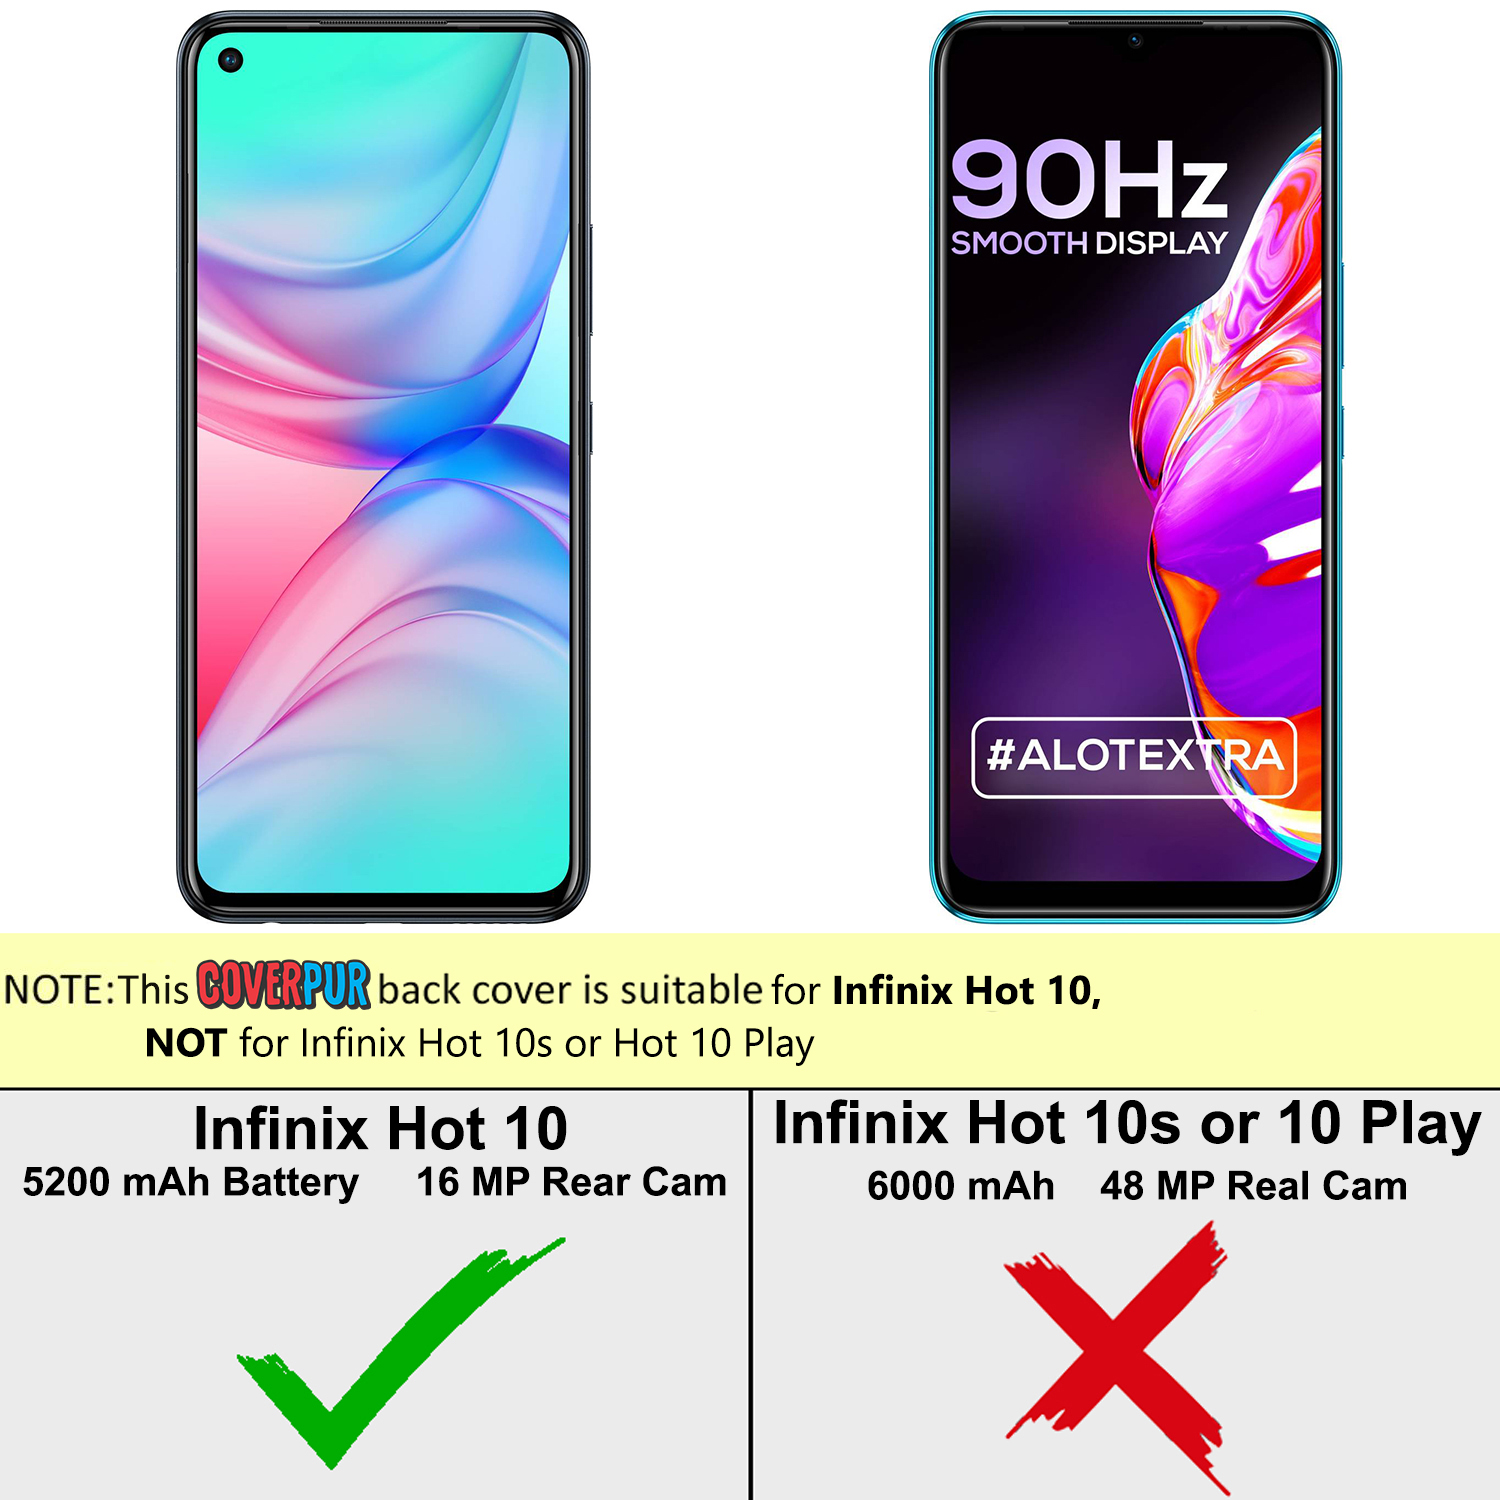 90Hz
SMOOTH DISPLAY
#ALOTEXTRA
NOTE:This COVERPUR back cover is suitable for Infinix Hot 10,
NOT for Infinix Hot 10s or Hot 10 Play
Infinix Hot 10
5200 mAh Battery 16 MP Rear Cam
Infinix Hot 10s or 10 Play
6000 mAh 48 MP Real Cam